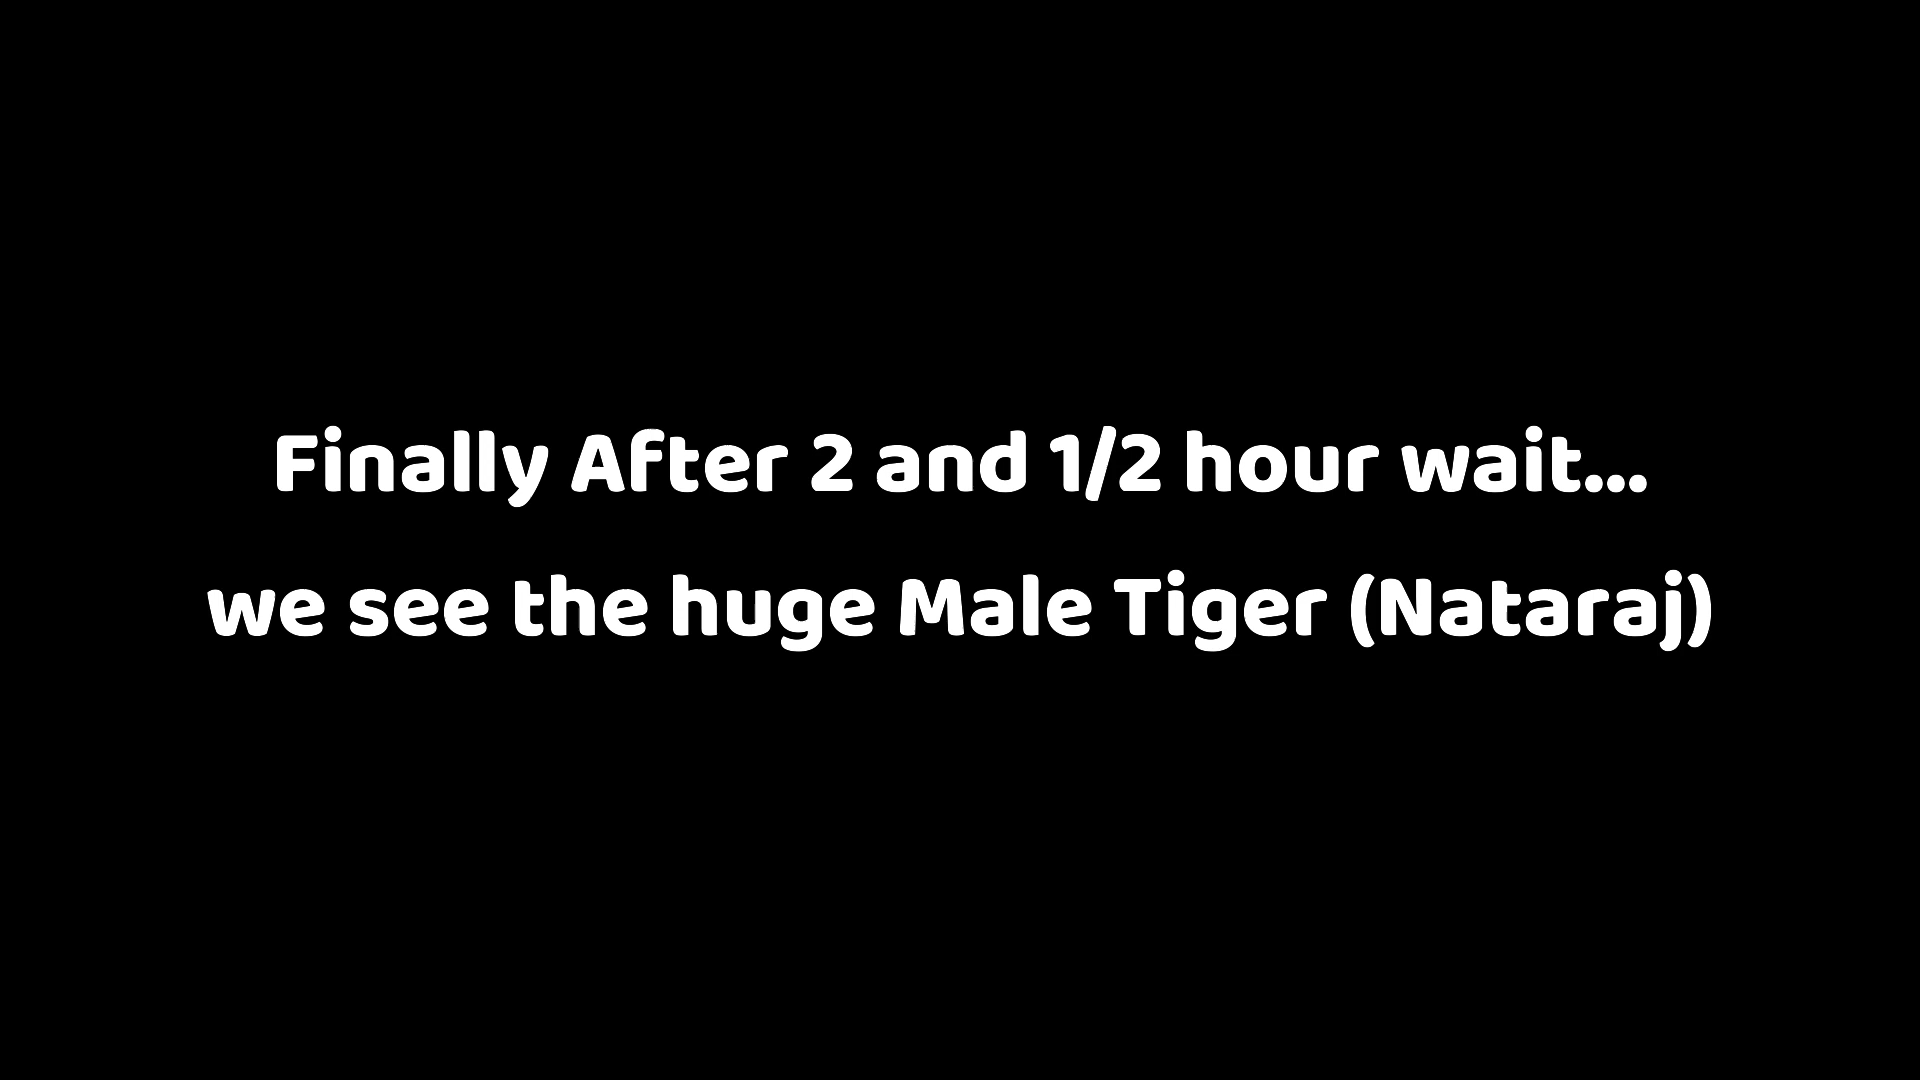 Finally After 2 and 1/2 hour wait...
we see the huge Male Tiger (Nataraj)